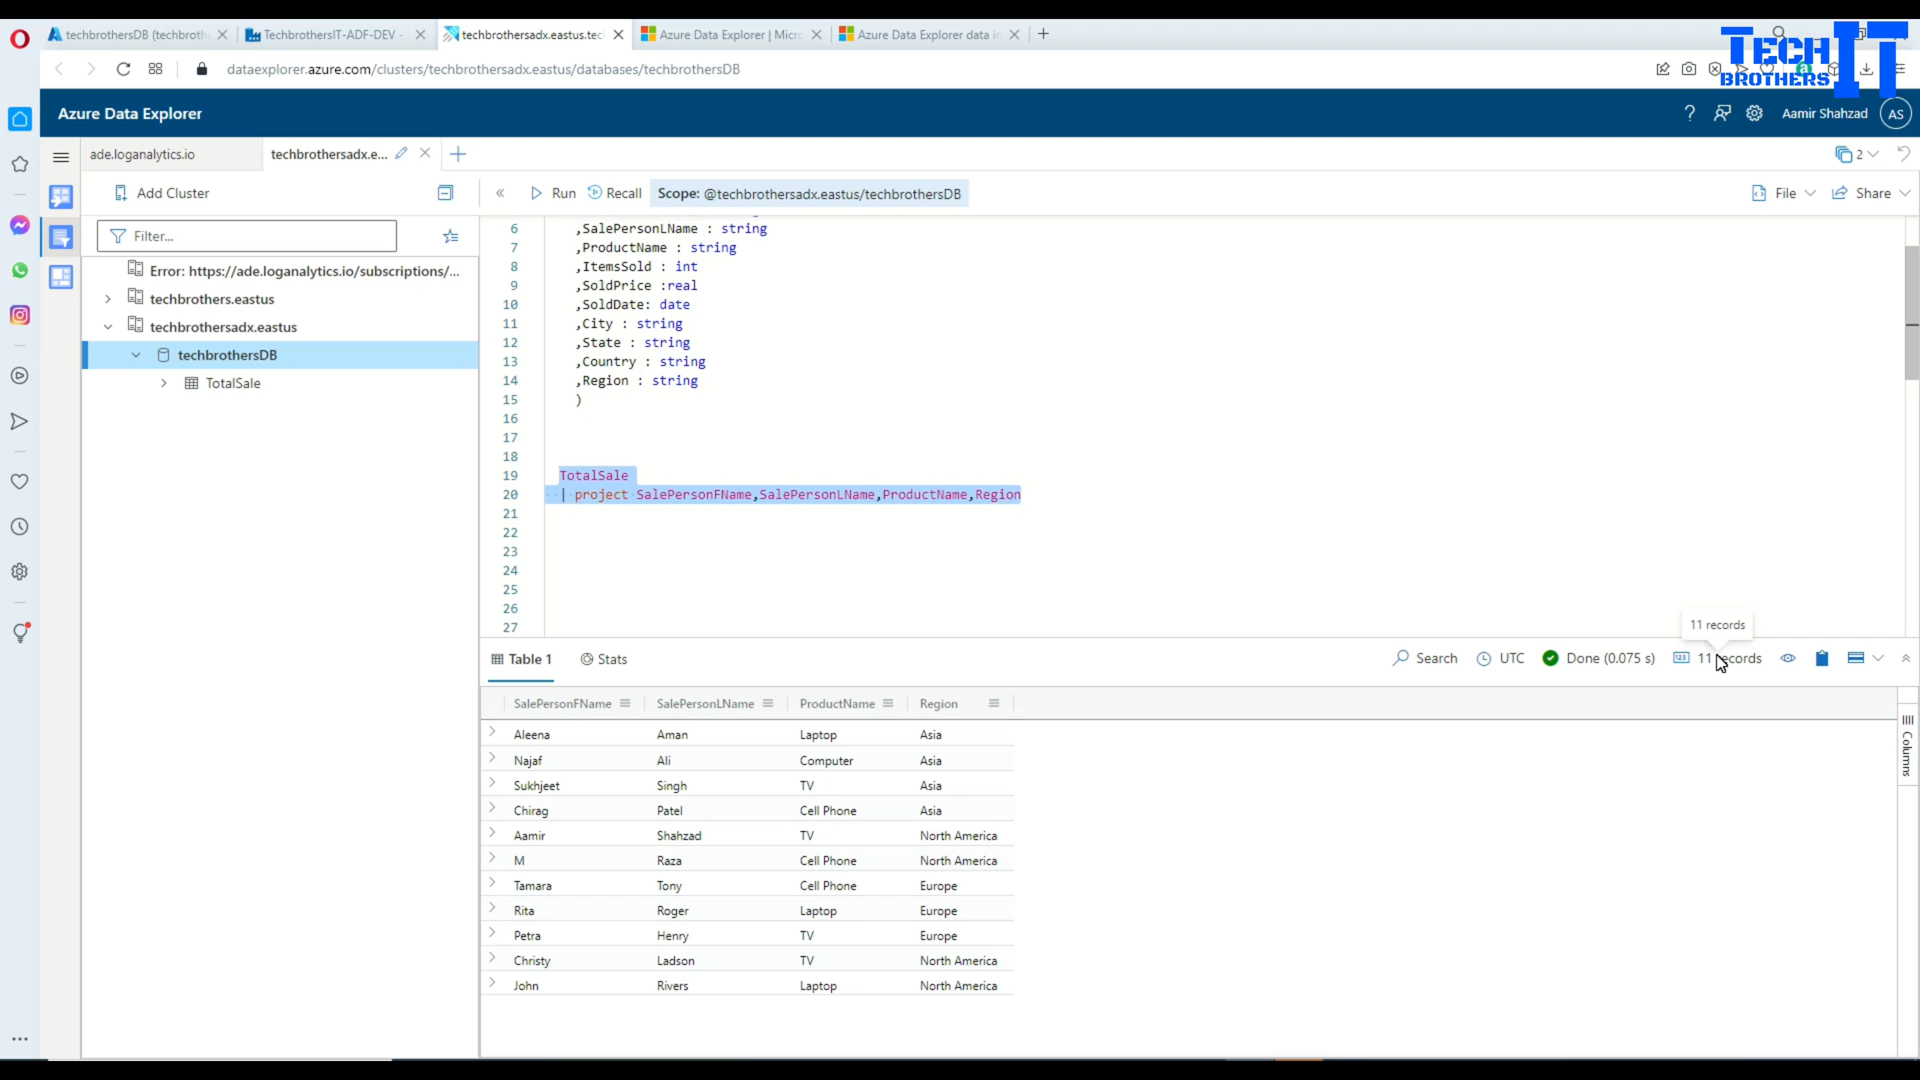 techbrothersDB (techbroth
TechbrothersIT-ADF-DEV -
techbrothersadx.eastus.tec
Azure Data Explorer | Micro
Azure Data Explorer data in
TECH
BROTHERS
IT
dataexplorer.azure.com/clusters/techbrothersadx.eastus/databases/techbrothersDB
Azure Data Explorer
? Aamir Shahzad AS
ade.loganalytics.io
techbrothersadx.e...
2
Add Cluster
Run
Recall
Scope: @techbrothersadx.eastus/techbrothersDB
File
Share
Filter...
Error: https://ade.loganalytics.io/subscriptions/...
techbrothers.eastus
techbrothersadx.eastus
techbrothersDB
TotalSale
6 ,SalePersonLName : string
7 ,ProductName : string
8 ,ItemsSold : int
9 ,SoldPrice :real
10 ,SoldDate: date
11 ,City : string
12 ,State : string
13 ,Country : string
14 ,Region : string
15 )
16
17
18
19 TotalSale
20 | project SalePersonFName,SalePersonLName,ProductName,Region
21
22
23
24
25
26
27
11 records
Table 1
Stats
Search
UTC
Done (0.075 s)
11 records
SalePersonFName SalePersonLName ProductName Region
Aleena Aman Laptop Asia
Najaf Ali Computer Asia
Sukhjeet Singh TV Asia
Chirag Patel Cell Phone Asia
Aamir Shahzad TV North America
M Raza Cell Phone North America
Tamara Tony Cell Phone Europe
Rita Roger Laptop Europe
Petra Henry TV Europe
Christy Ladson TV North America
John Rivers Laptop North America
Columns